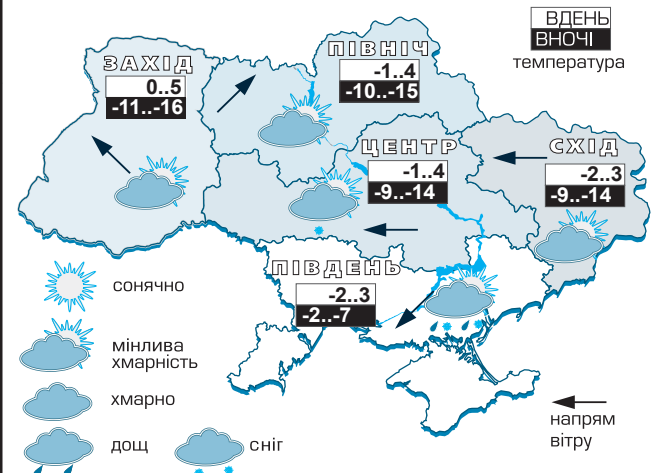 ВДЕНЬ
ВНОЧІ
температура
ПІВНІЧ
-1..4
-10..-15
ЗАХІД
0..5
-11..-16
ЦЕНТР
-1..4
-9..-14
СХІД
-2..3
-9..-14
ПІВДЕНЬ
-2..3
-2..-7
сонячно
мінлива
хмарність
хмарно
дощ
сніг
напрям
вітру